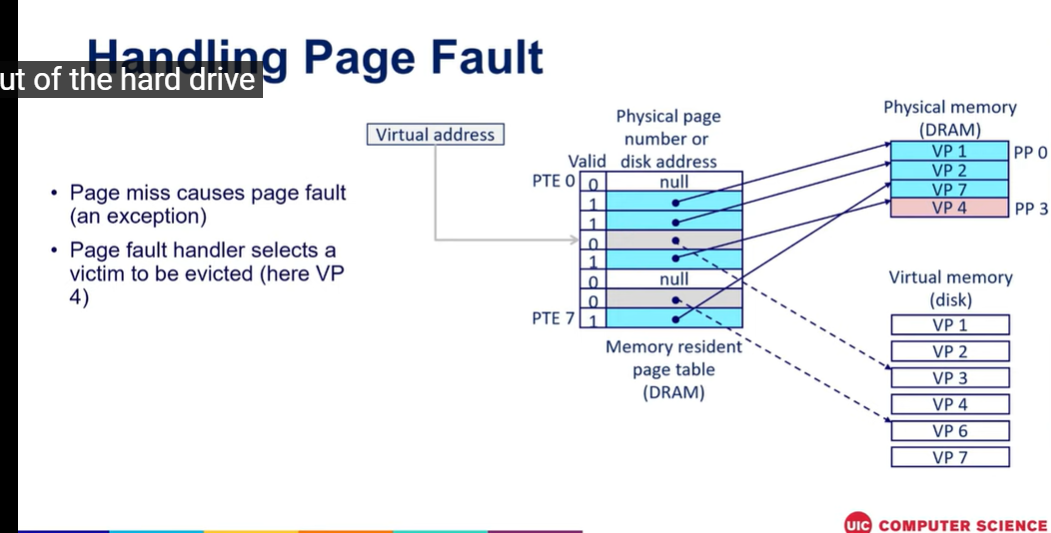 Handling Page Fault
ut of the hard drive
• Page miss causes page fault
(an exception)
• Page fault handler selects a
victim to be evicted (here VP
4)
Virtual address
Physical page
number or
disk address
Valid
PTE 0
0 null
1
1
0
1
0 null
0
PTE 7
1
Memory resident
page table
(DRAM)
Physical memory
(DRAM)
VP 1
PP 0
VP 2
VP 7
VP 4
PP 3
Virtual memory
(disk)
VP 1
VP 2
VP 3
VP 4
VP 6
VP 7
UIC COMPUTER SCIENCE